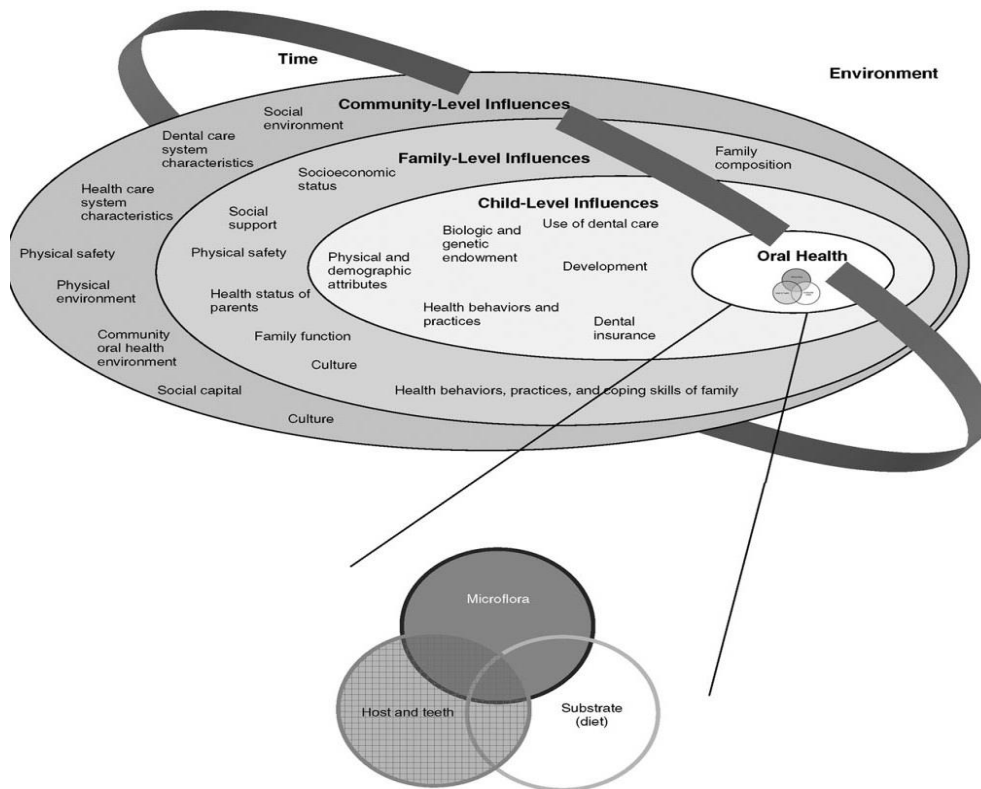 Time
Environment
Community-Level Influences
Social
environment
Dental care
system
characteristics
Health care
system
characteristics
Physical safety
Physical
environment
Community
oral health
environment
Social capital
Culture
Family-Level Influences
Family
composition
Socioeconomic
status
Social
support
Physical safety
Health status of
parents
Family function
Culture
Health behaviors, practices, and coping skills of family
Child-Level Influences
Use of dental care
Biologic and
genetic
endowment
Physical and
demographic
attributes
Development
Health behaviors and
practices
Dental
insurance
Oral Health
Microflora
Host and teeth
Substrate
(diet)